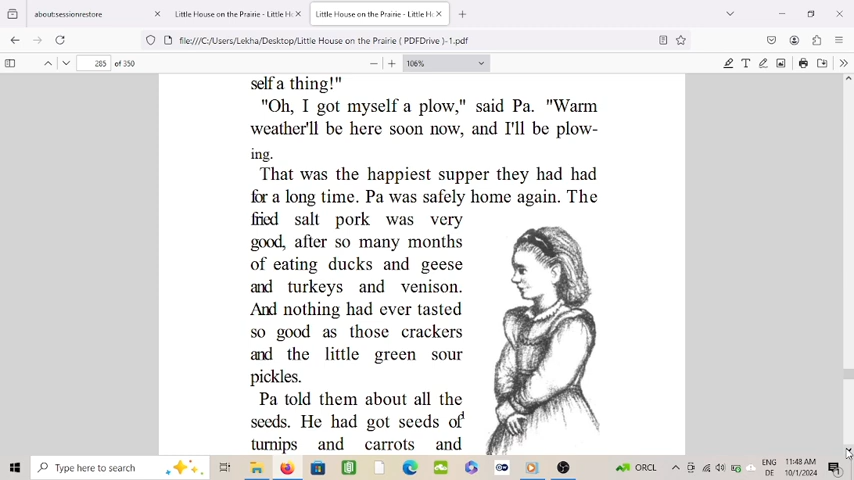 about:sessionrestore
Little House on the Prairie - Little H
Little House on the Prairie - Little H
file:///C:/Users/Lekha/Desktop/Little House on the Prairie ( PDFDrive )-1.pdf
285 of 350
106%
self a thing!"
"Oh, I got myself a plow," said Pa. "Warm
weather'll be here soon now, and I'll be plow-
ing.
That was the happiest supper they had had
for a long time. Pa was safely home again. The
fried salt pork was very
good, after so many months
of eating ducks and geese
and turkeys and venison.
And nothing had ever tasted
so good as those crackers
and the little green sour
pickles.
Pa told them about all the
seeds. He had got seeds of
turnips and carrots and
Type here to search
ORCL
ENG
DE
11:48 AM
10/1/2024